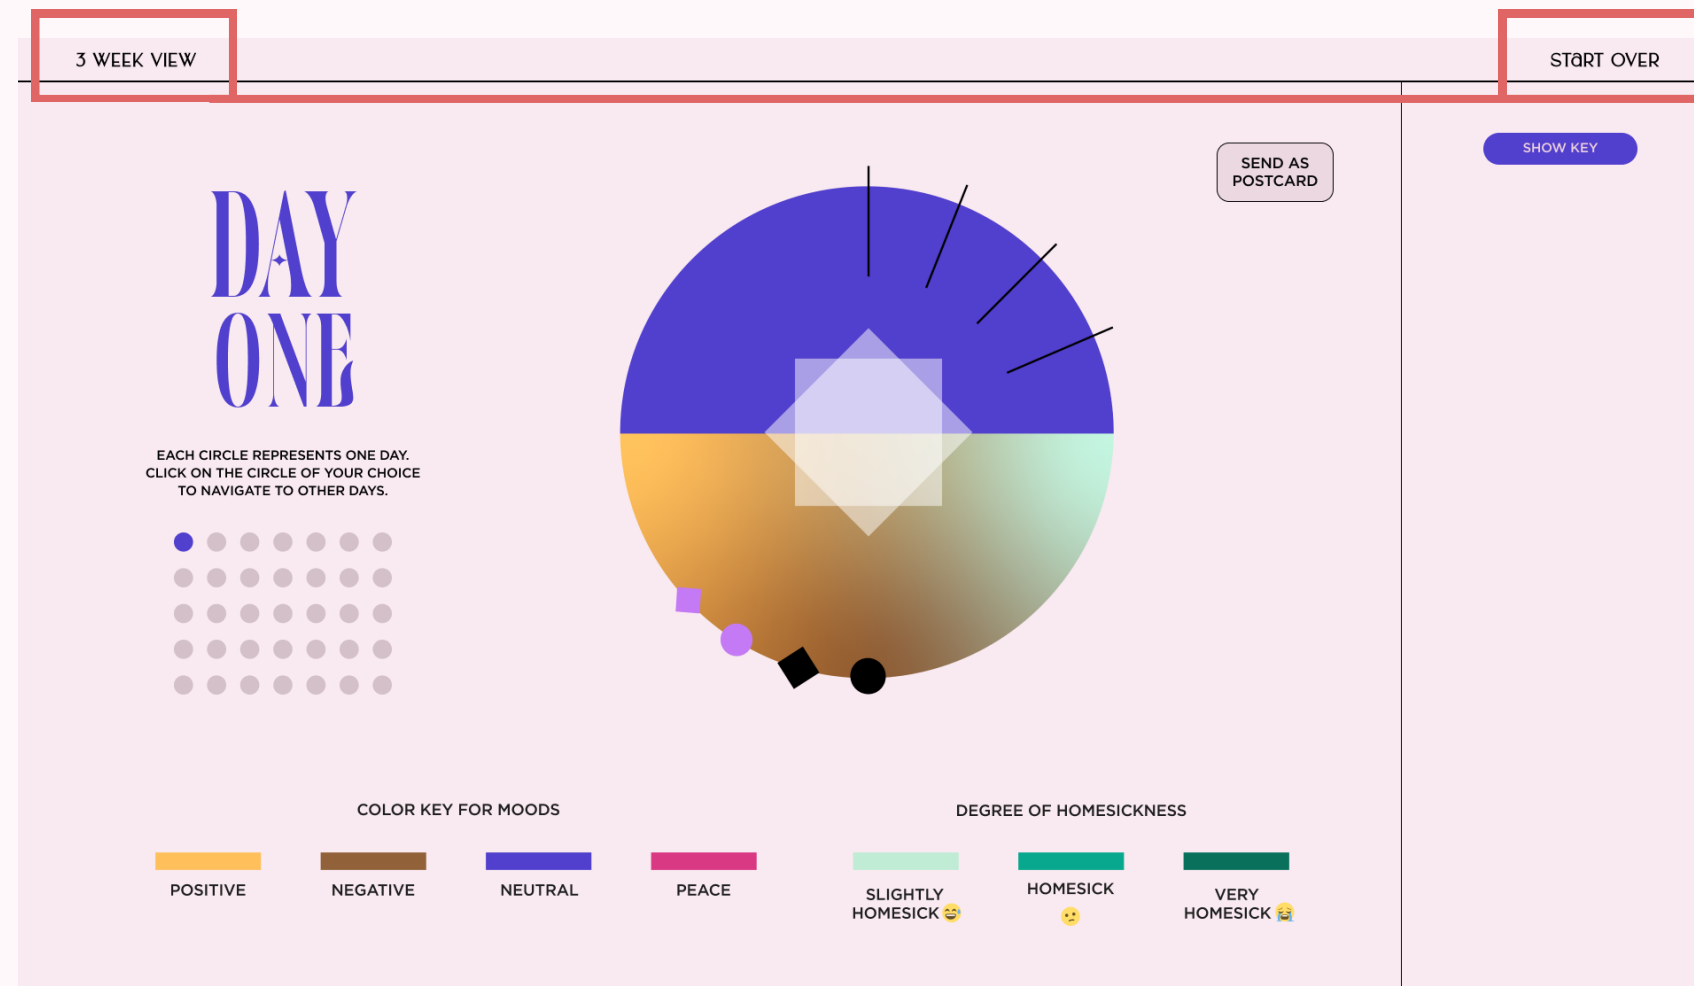 3 WEEK VIEW
START OVER
SHOW KEY
SEND AS
POSTCARD
DAY
ONE
EACH CIRCLE REPRESENTS ONE DAY.
CLICK ON THE CIRCLE OF YOUR CHOICE
TO NAVIGATE TO OTHER DAYS.
COLOR KEY FOR MOODS
POSITIVE
NEGATIVE
NEUTRAL
PEACE
DEGREE OF HOMESICKNESS
SLIGHTLY
HOMESICK 😅
HOMESICK
🫤
VERY
HOMESICK 😭